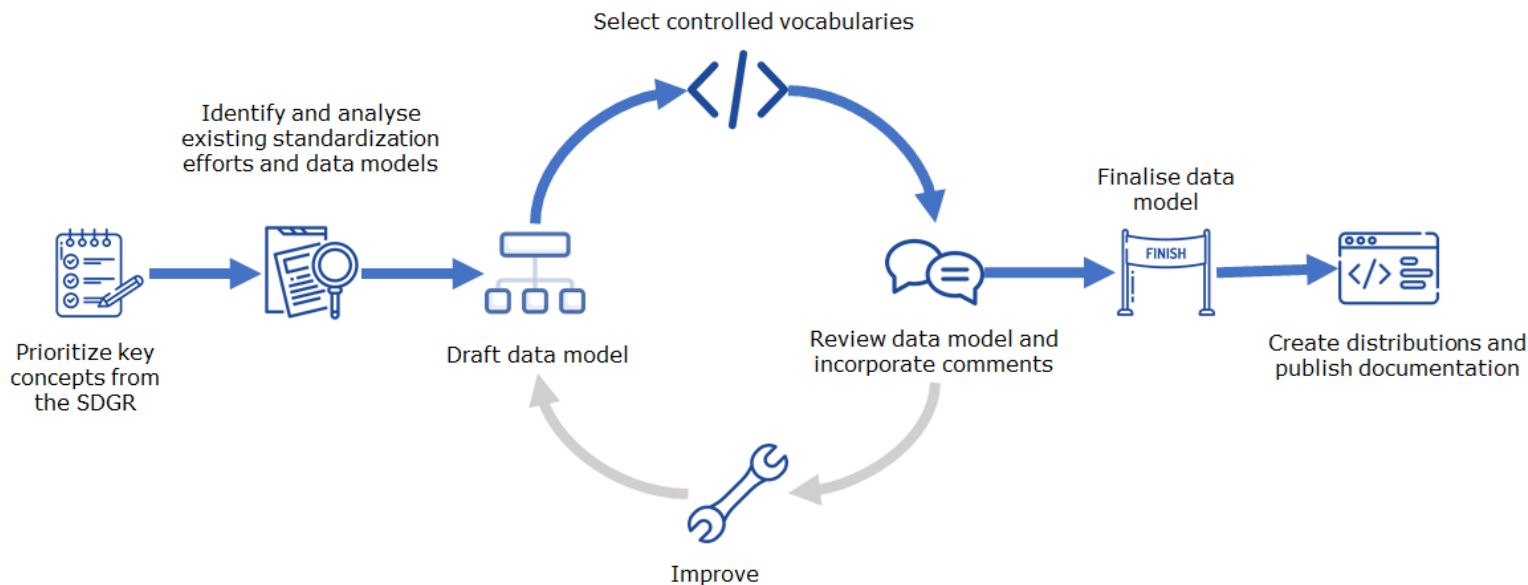 Select controlled vocabularies
Identify and analyse
existing standardization
efforts and data models
Finalise data
model
FINISH
Prioritize key
concepts from
the SDGR
Draft data model
Review data model and
incorporate comments
Create distributions and
publish documentation
Improve